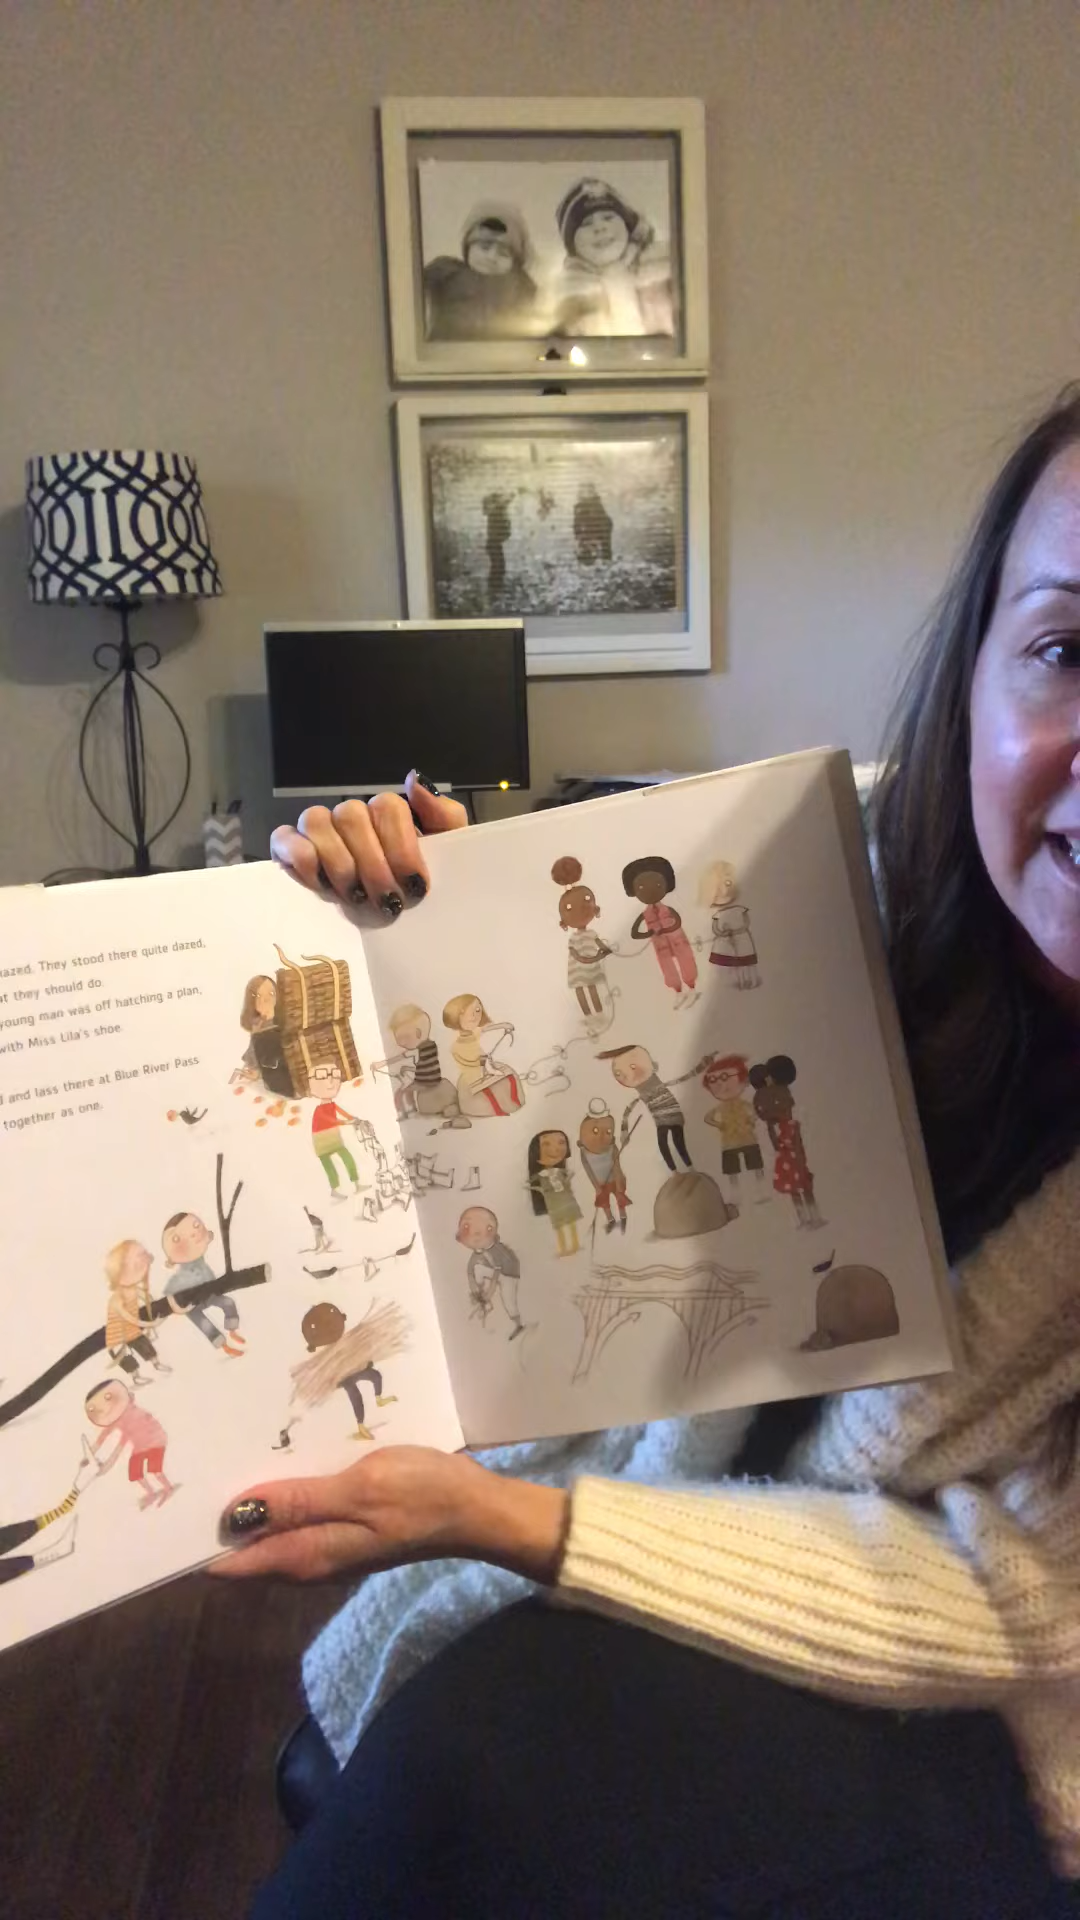 azed. They stood there quite dazed,
at they should do.
young man was off hatching a plan,
with Miss Lila's shoe.
d and lass there at Blue River Pass
together as one.